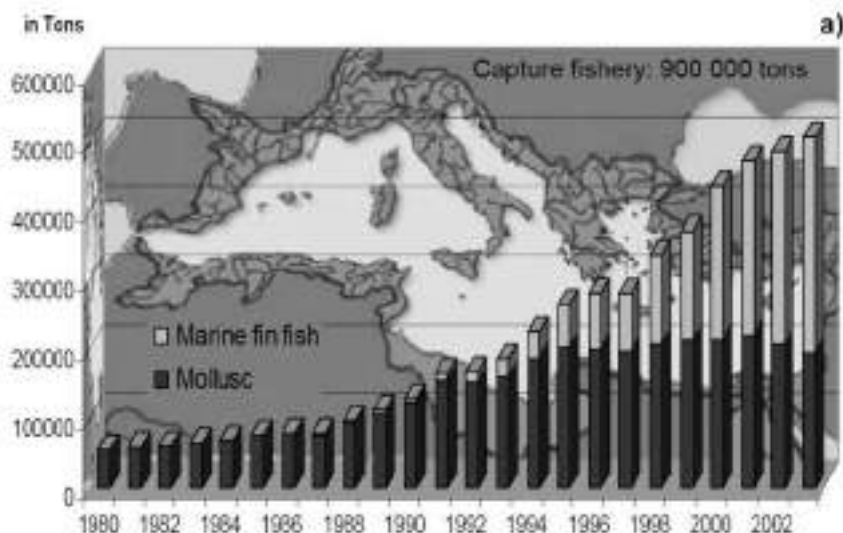 in Tons
a)
Capture fishery: 900 000 tons
600000
500000
400000
300000
200000
100000
0
Marine fin fish
Mollusc
1980 1982 1984 1986 1988 1990 1992 1994 1996 1998 2000 2002